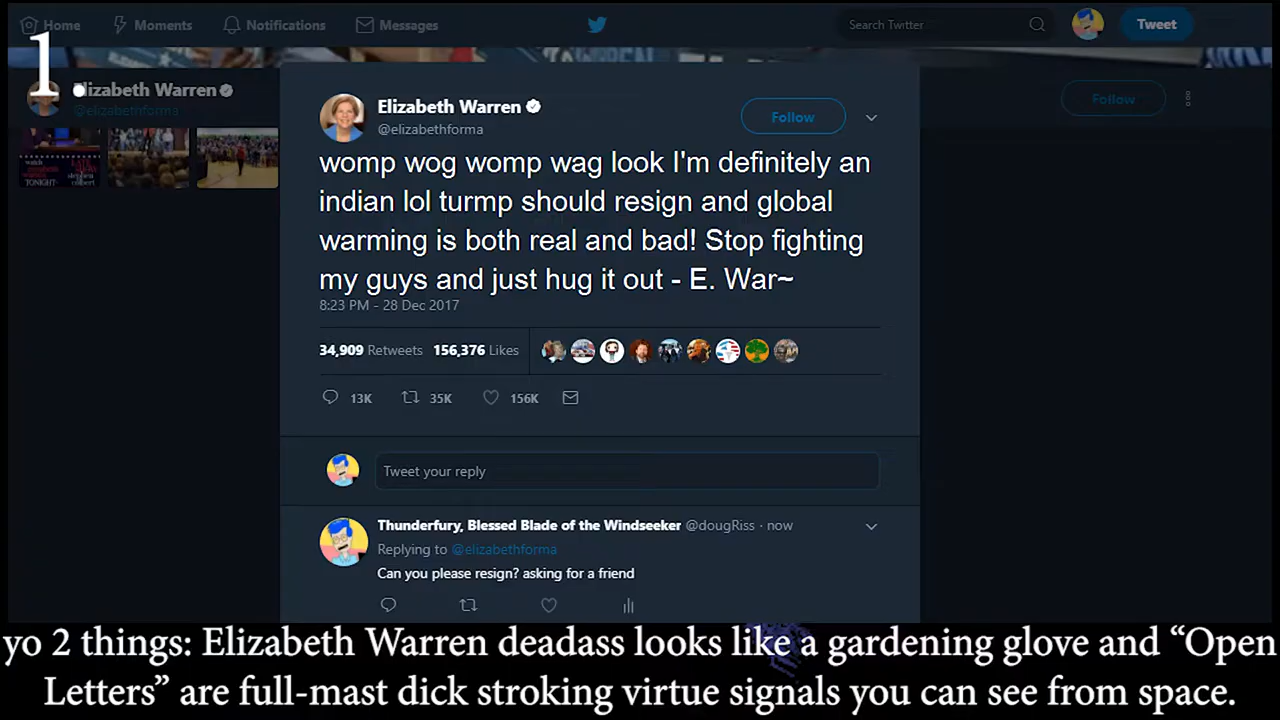 Home Moments Notifications Messages Search Twitter Tweet
1
Elizabeth Warren
@elizabethforma
Follow
TONIGHT
Elizabeth Warren
@elizabethforma
Follow
womp wog womp wag look I'm definitely an
indian lol turmp should resign and global
warming is both real and bad! Stop fighting
my guys and just hug it out - E. War~
8:23 PM - 28 Dec 2017
34,909 Retweets 156,376 Likes
13K 35K 156K
Tweet your reply
Thunderfury, Blessed Blade of the Windseeker @dougRiss · now
Replying to @elizabethforma
Can you please resign? asking for a friend
yo 2 things: Elizabeth Warren deadass looks like a gardening glove and “Open
Letters” are full-mast dick stroking virtue signals you can see from space.